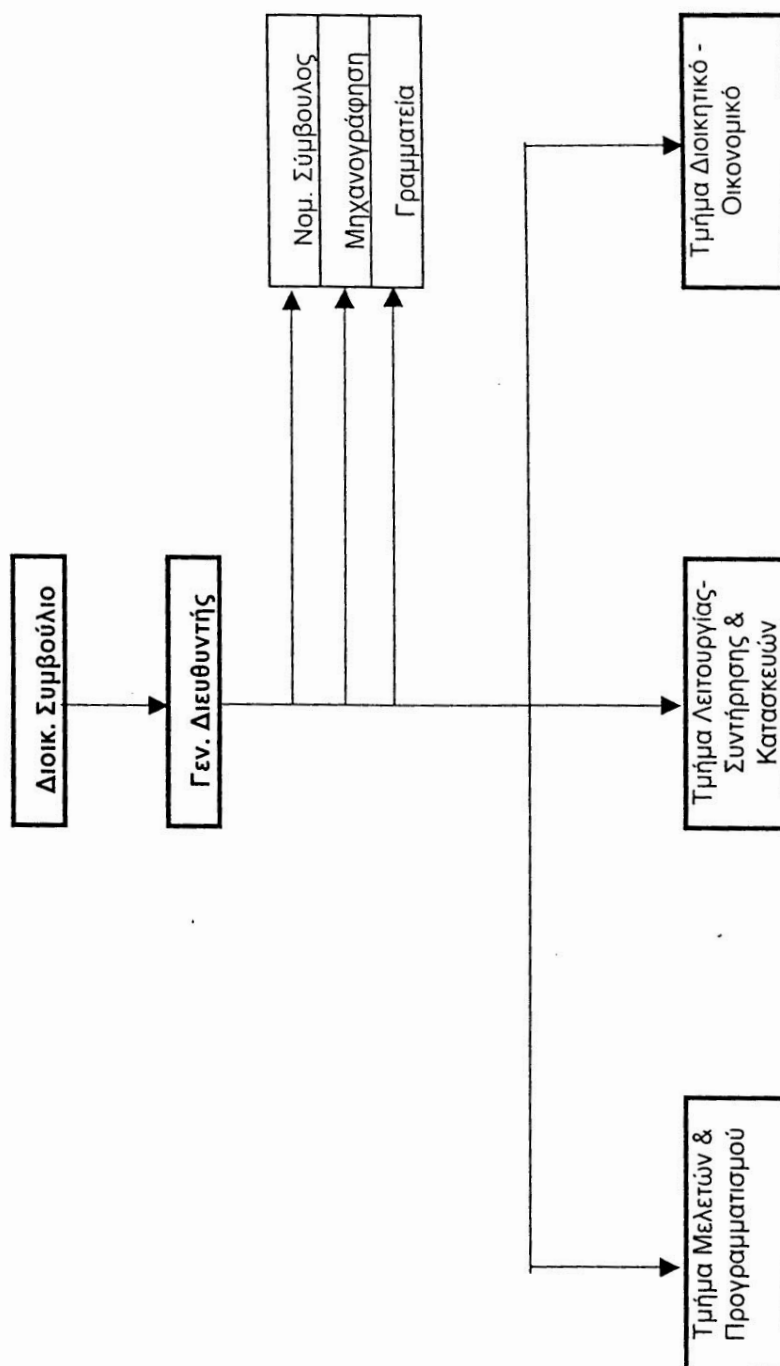 Διοικ. Συμβούλιο
Γεν. Διευθυντής
Νομ. Σύμβουλος
Μηχανογράφηση
Γραμματεία
Τμήμα Μελετών &
Προγραμματισμού
Τμήμα Λειτουργίας-
Συντήρησης &
Κατασκευών
Τμήμα Διοικητικό -
Οικονομικό